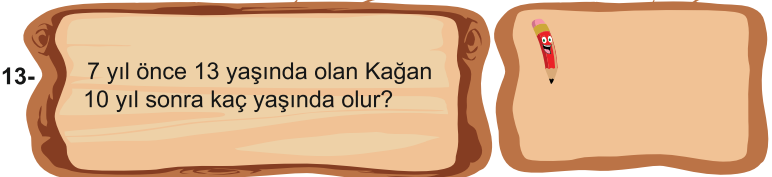 13-
7 yıl önce 13 yaşında olan Kağan
10 yıl sonra kaç yaşında olur?